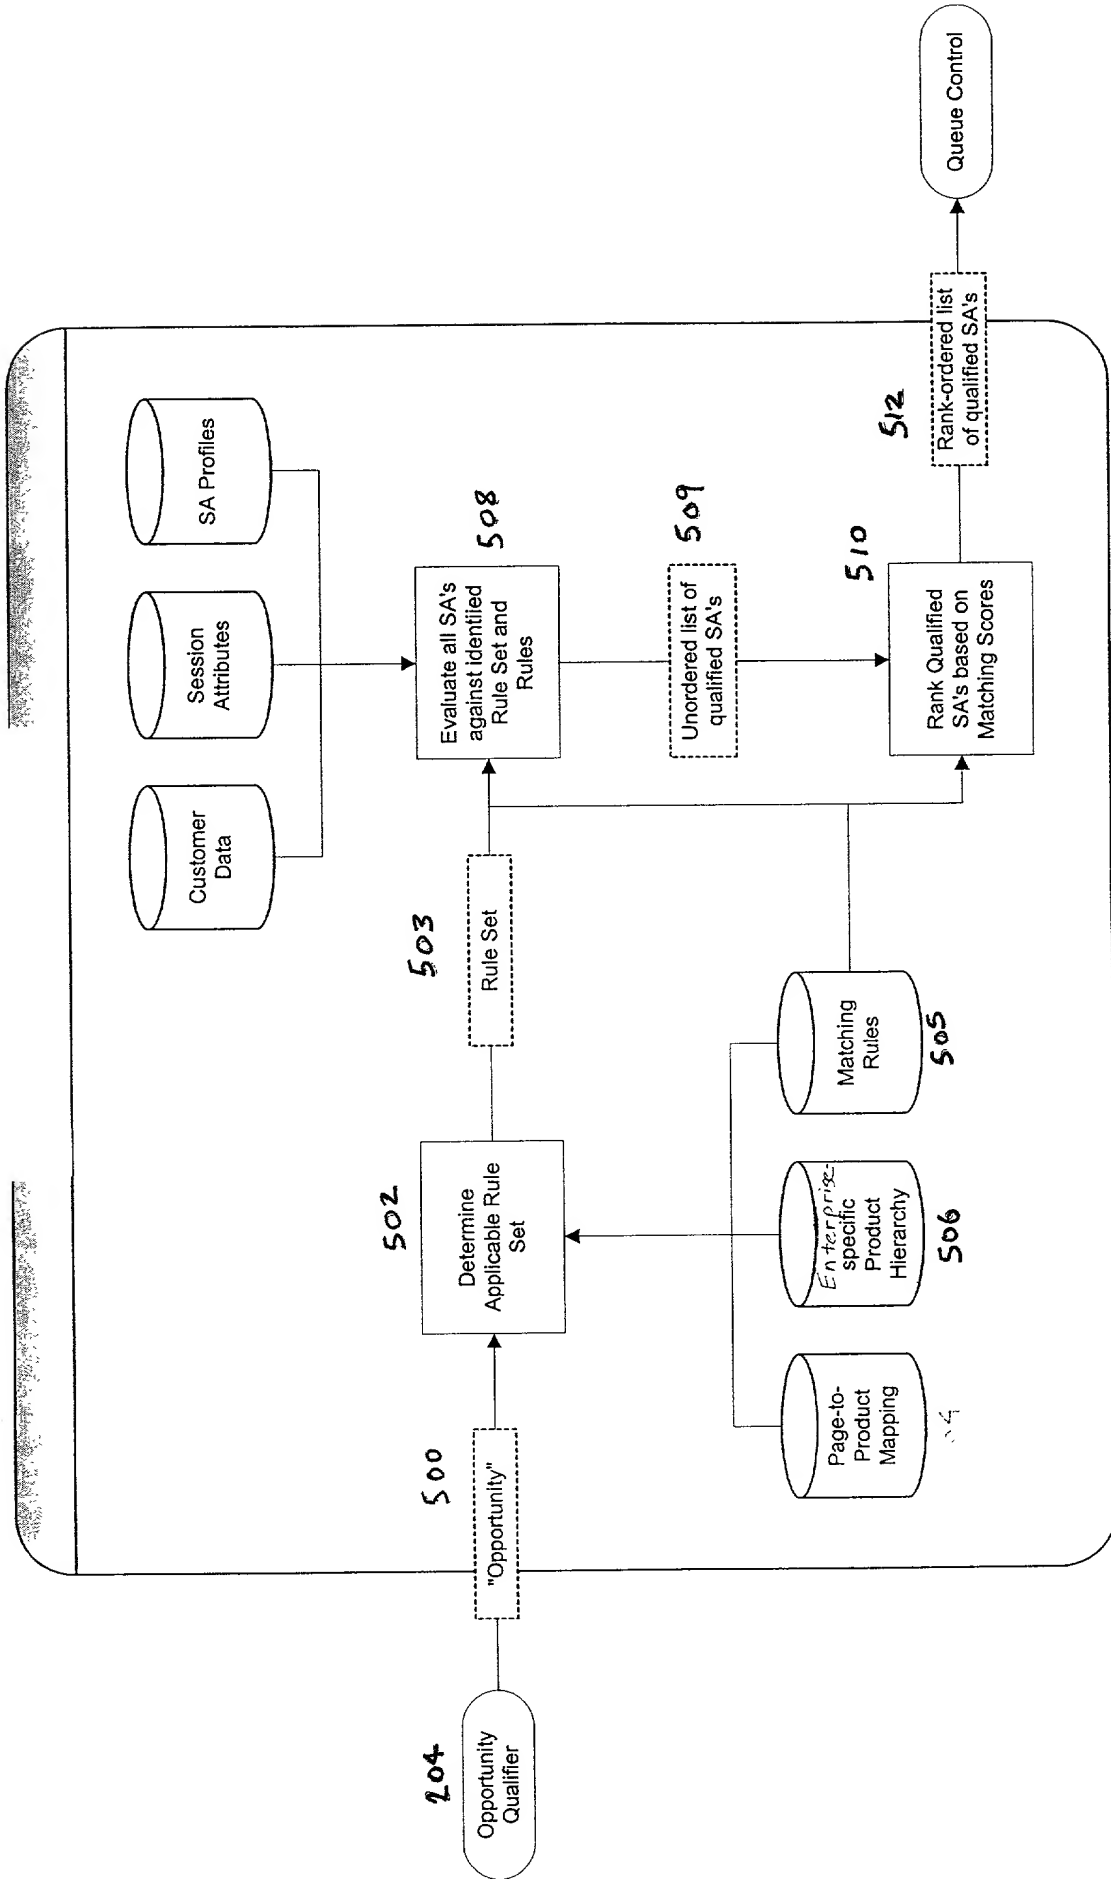 204
Opportunity
Qualifier
500
"Opportunity"
502
Determine
Applicable Rule
Set
503
Rule Set
Customer
Data
Session
Attributes
SA Profiles
Evaluate all SA's
against identiied
Rule Set and
Rules
508
Unordered list of
qualified SA's
509
Page-to-
Product
Mapping
Enterprise-
specific
Product
Hierarchy
506
Matching
Rules
505
510
Rank Qualified
SA's based on
Matching Scores
512
Rank-ordered list
of qualified SA's
Queue Control